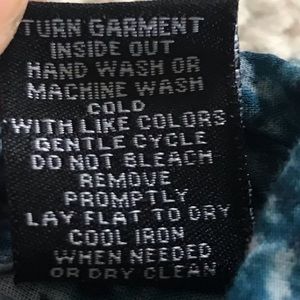 TURN GARMENT
INSIDE OUT
HAND WASH OR
MACHINE WASH
COLD
WITH LIKE COLORS
GENTLE CYCLE
DO NOT BLEACH
REMOVE
PROMPTLY
LAY FLAT TO DRY
COOL IRON
WHEN NEEDED
OR DRY CLEAN